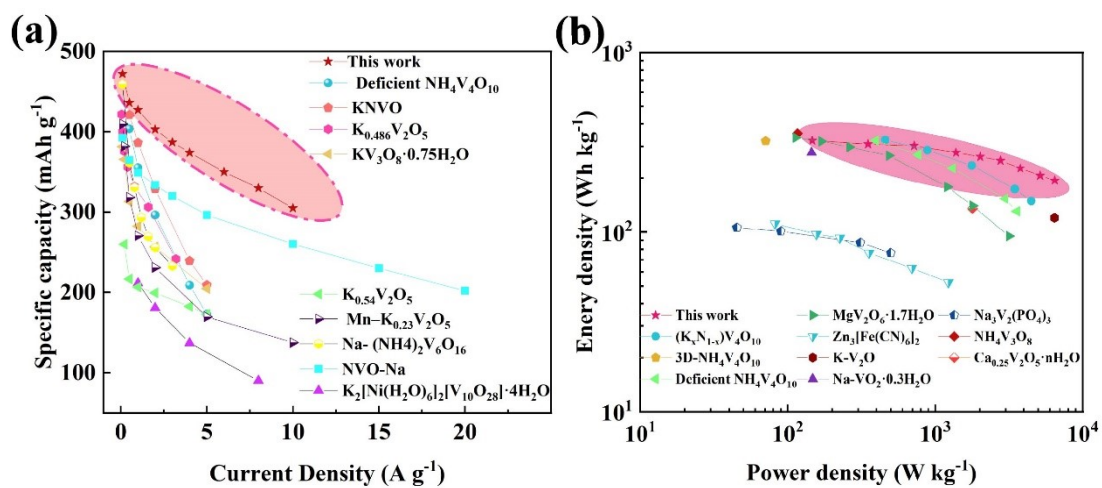 (a)
500
400
300
200
100
0
5
10
15
20
Specific capacity (mAh g⁻¹)
Current Density (A g⁻¹)
This work
Deficient NH₄V₄O₁₀
KNVO
K₀.₄₈₆V₂O₅
KV₃O₈·0.75H₂O
K₀.₅₄V₂O₅
Mn–K₀.₂₃V₂O₅
Na- (NH4)₂V₆O₁₆
NVO-Na
K₂[Ni(H₂O)₆]₂[V₁₀O₂₈]·4H₂O
(b)
10³
10²
10¹
10¹
10²
10³
10⁴
Enery density (Wh kg⁻¹)
Power density (W kg⁻¹)
This work
(KₓN₁₋ₓ)V₄O₁₀
3D-NH₄V₄O₁₀
Deficient NH₄V₄O₁₀
MgV₂O₆·1.7H₂O
Zn₃[Fe(CN)₆]₂
K-V₂O
Na-VO₂·0.3H₂O
Na₃V₂(PO₄)₃
NH₄V₃O₈
Ca₀.₂₅V₂O₅·nH₂O